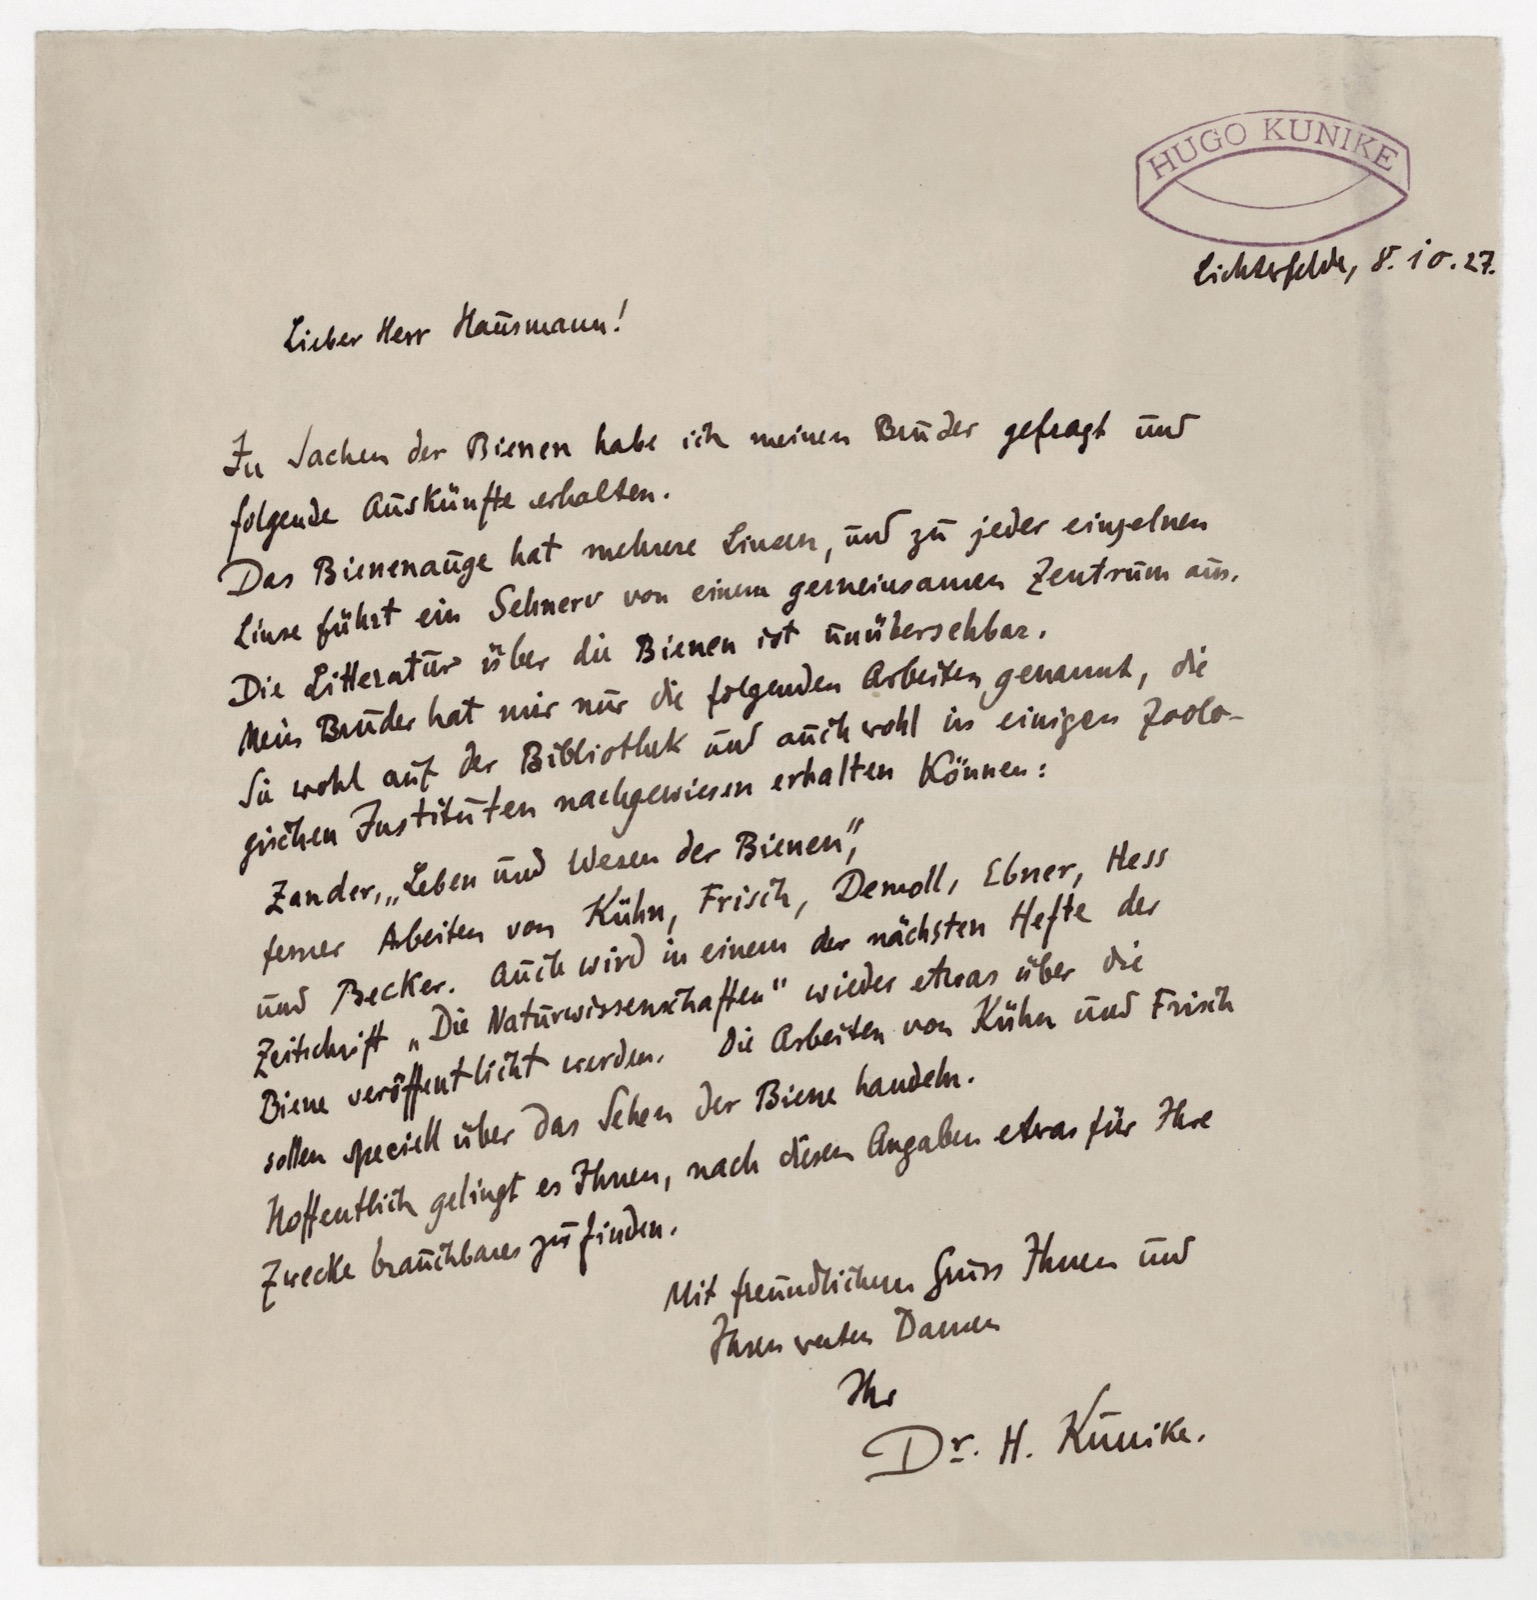 HUGO KUNIKE
Lichterfelde, 8.10.27.
Lieber Herr Hausmann!
In Sachen der Bienen habe ich meinen Bruder gefragt und
folgende Auskünfte erhalten.
Das Bienenauge hat mehrere Linsen, und zu jeder einzelnen
Linse führt ein Sehnerv von einem gemeinsamen Zentrum aus.
Die Litteratur über die Bienen ist unübersehbar.
Mein Bruder hat mir nur die folgenden Arbeiten genannt, die
Sie wohl auf der Bibliothek und auch wohl in einigen Zoolo-
gischen Instituten nachgewiesen erhalten können:
Zander, „Leben und Wesen der Bienen",
ferner Arbeiten von Kühn, Frisch, Demoll, Ebner, Hess
und Becker. Auch wird in einem der nächsten Hefte der
Zeitschrift „Die Naturwissenschaften" wieder etwas über die
Biene veröffentlicht werden. Die Arbeiten von Kühn und Frisch
sollen speciell über das Sehen der Biene handeln.
Hoffentlich gelingt es Ihnen, nach diesen Angaben etwas für Ihre
Zwecke brauchbares zu finden.
Mit freundlichem Gruss Ihnen und
Ihren werten Damen
Ihr
Dr. H. Kunike.